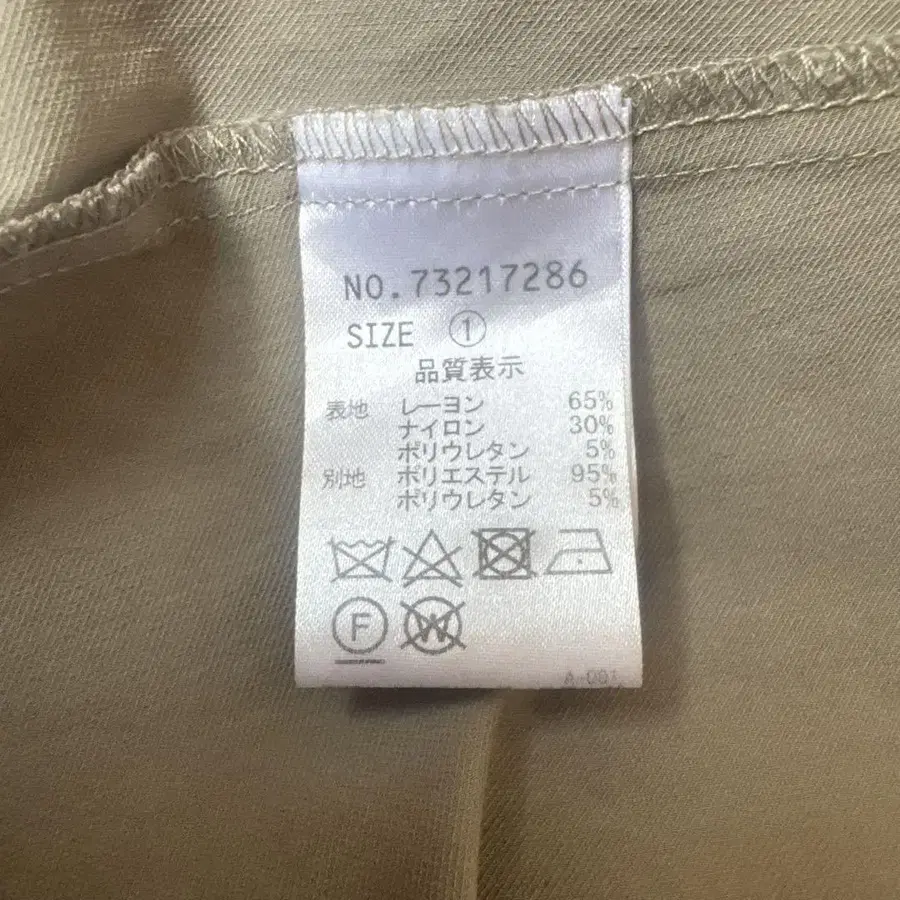 NO.73217286
SIZE ①
品質表示
表地 レーヨン 65%
ナイロン 30%
ポリウレタン 5%
別地 ポリエステル 95%
ポリウレタン 5%
F W
A-001